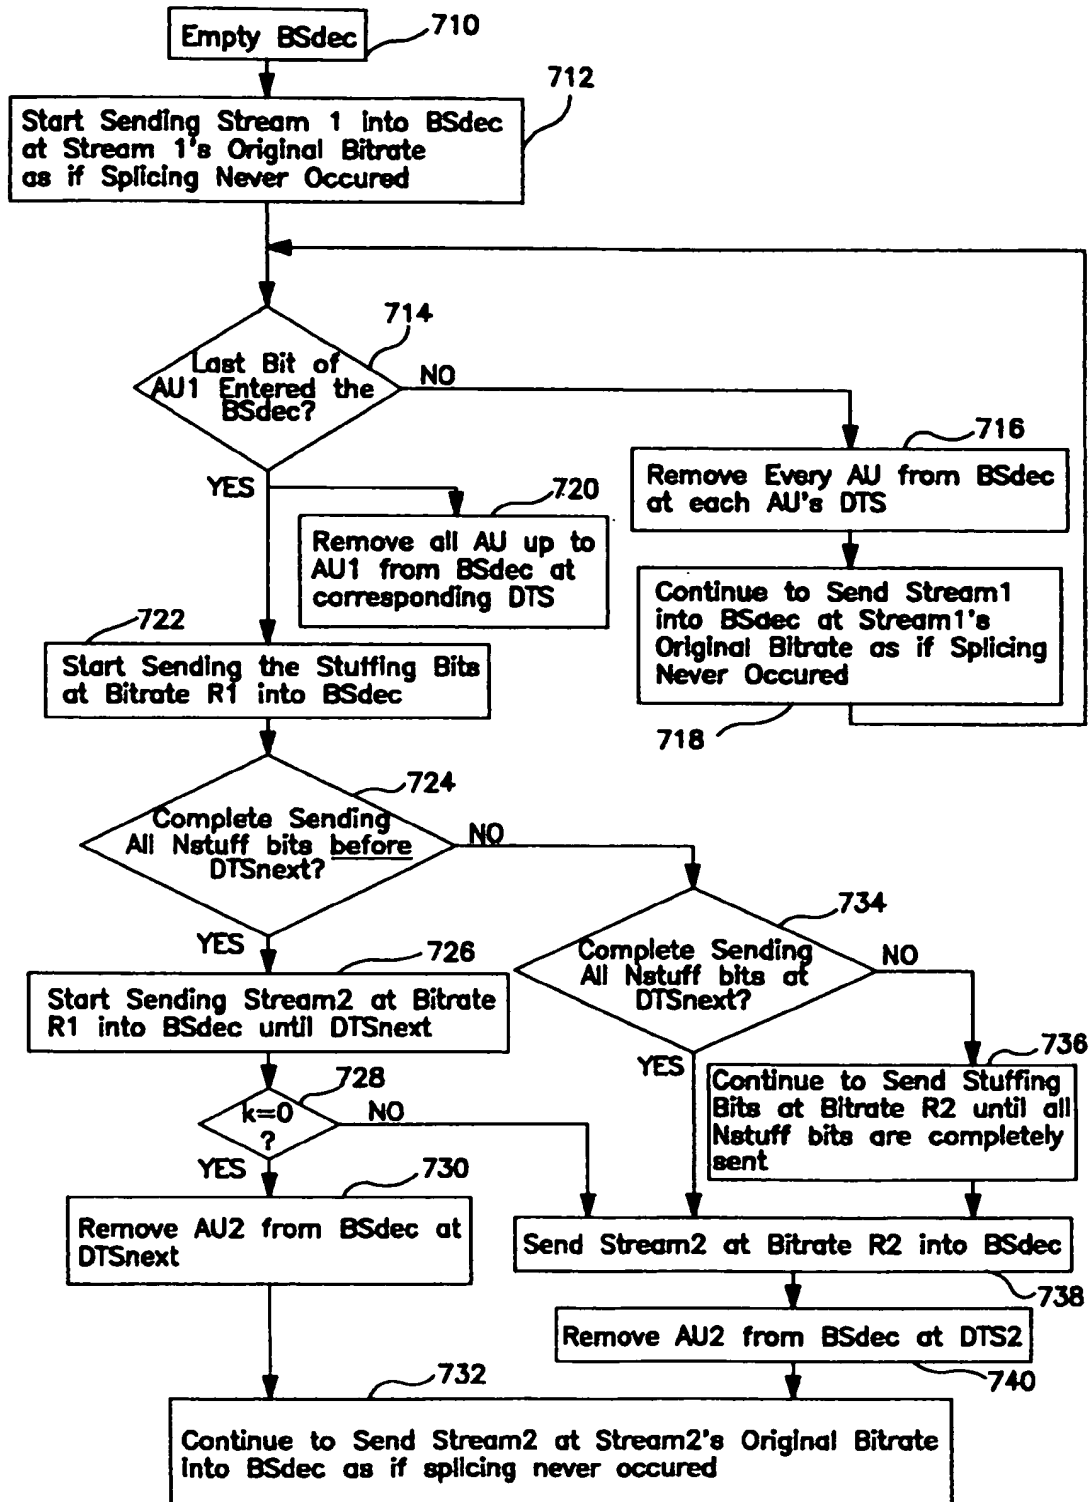 Empty BSdec
710
712
Start Sending Stream 1 into BSdec
at Stream 1's Original Bitrate
as if Splicing Never Occured
714
Last Bit of
AU1 Entered the
BSdec?
NO
YES
716
Remove Every AU from BSdec
at each AU's DTS
720
Remove all AU up to
AU1 from BSdec at
corresponding DTS
Continue to Send Stream1
into BSdec at Stream1's
Original Bitrate as if Splicing
Never Occured
718
722
Start Sending the Stuffing Bits
at Bitrate R1 into BSdec
724
Complete Sending
All Nstuff bits before
DTSnext?
NO
YES
734
Complete Sending
All Nstuff bits at
DTSnext?
NO
YES
726
Start Sending Stream2 at Bitrate
R1 into BSdec until DTSnext
736
Continue to Send Stuffing
Bits at Bitrate R2 until all
Nstuff bits are completely
sent
728
k=0
?
NO
YES
730
Remove AU2 from BSdec at
DTSnext
Send Stream2 at Bitrate R2 into BSdec
738
Remove AU2 from BSdec at DTS2
740
732
Continue to Send Stream2 at Stream2's Original Bitrate
into BSdec as if splicing never occured